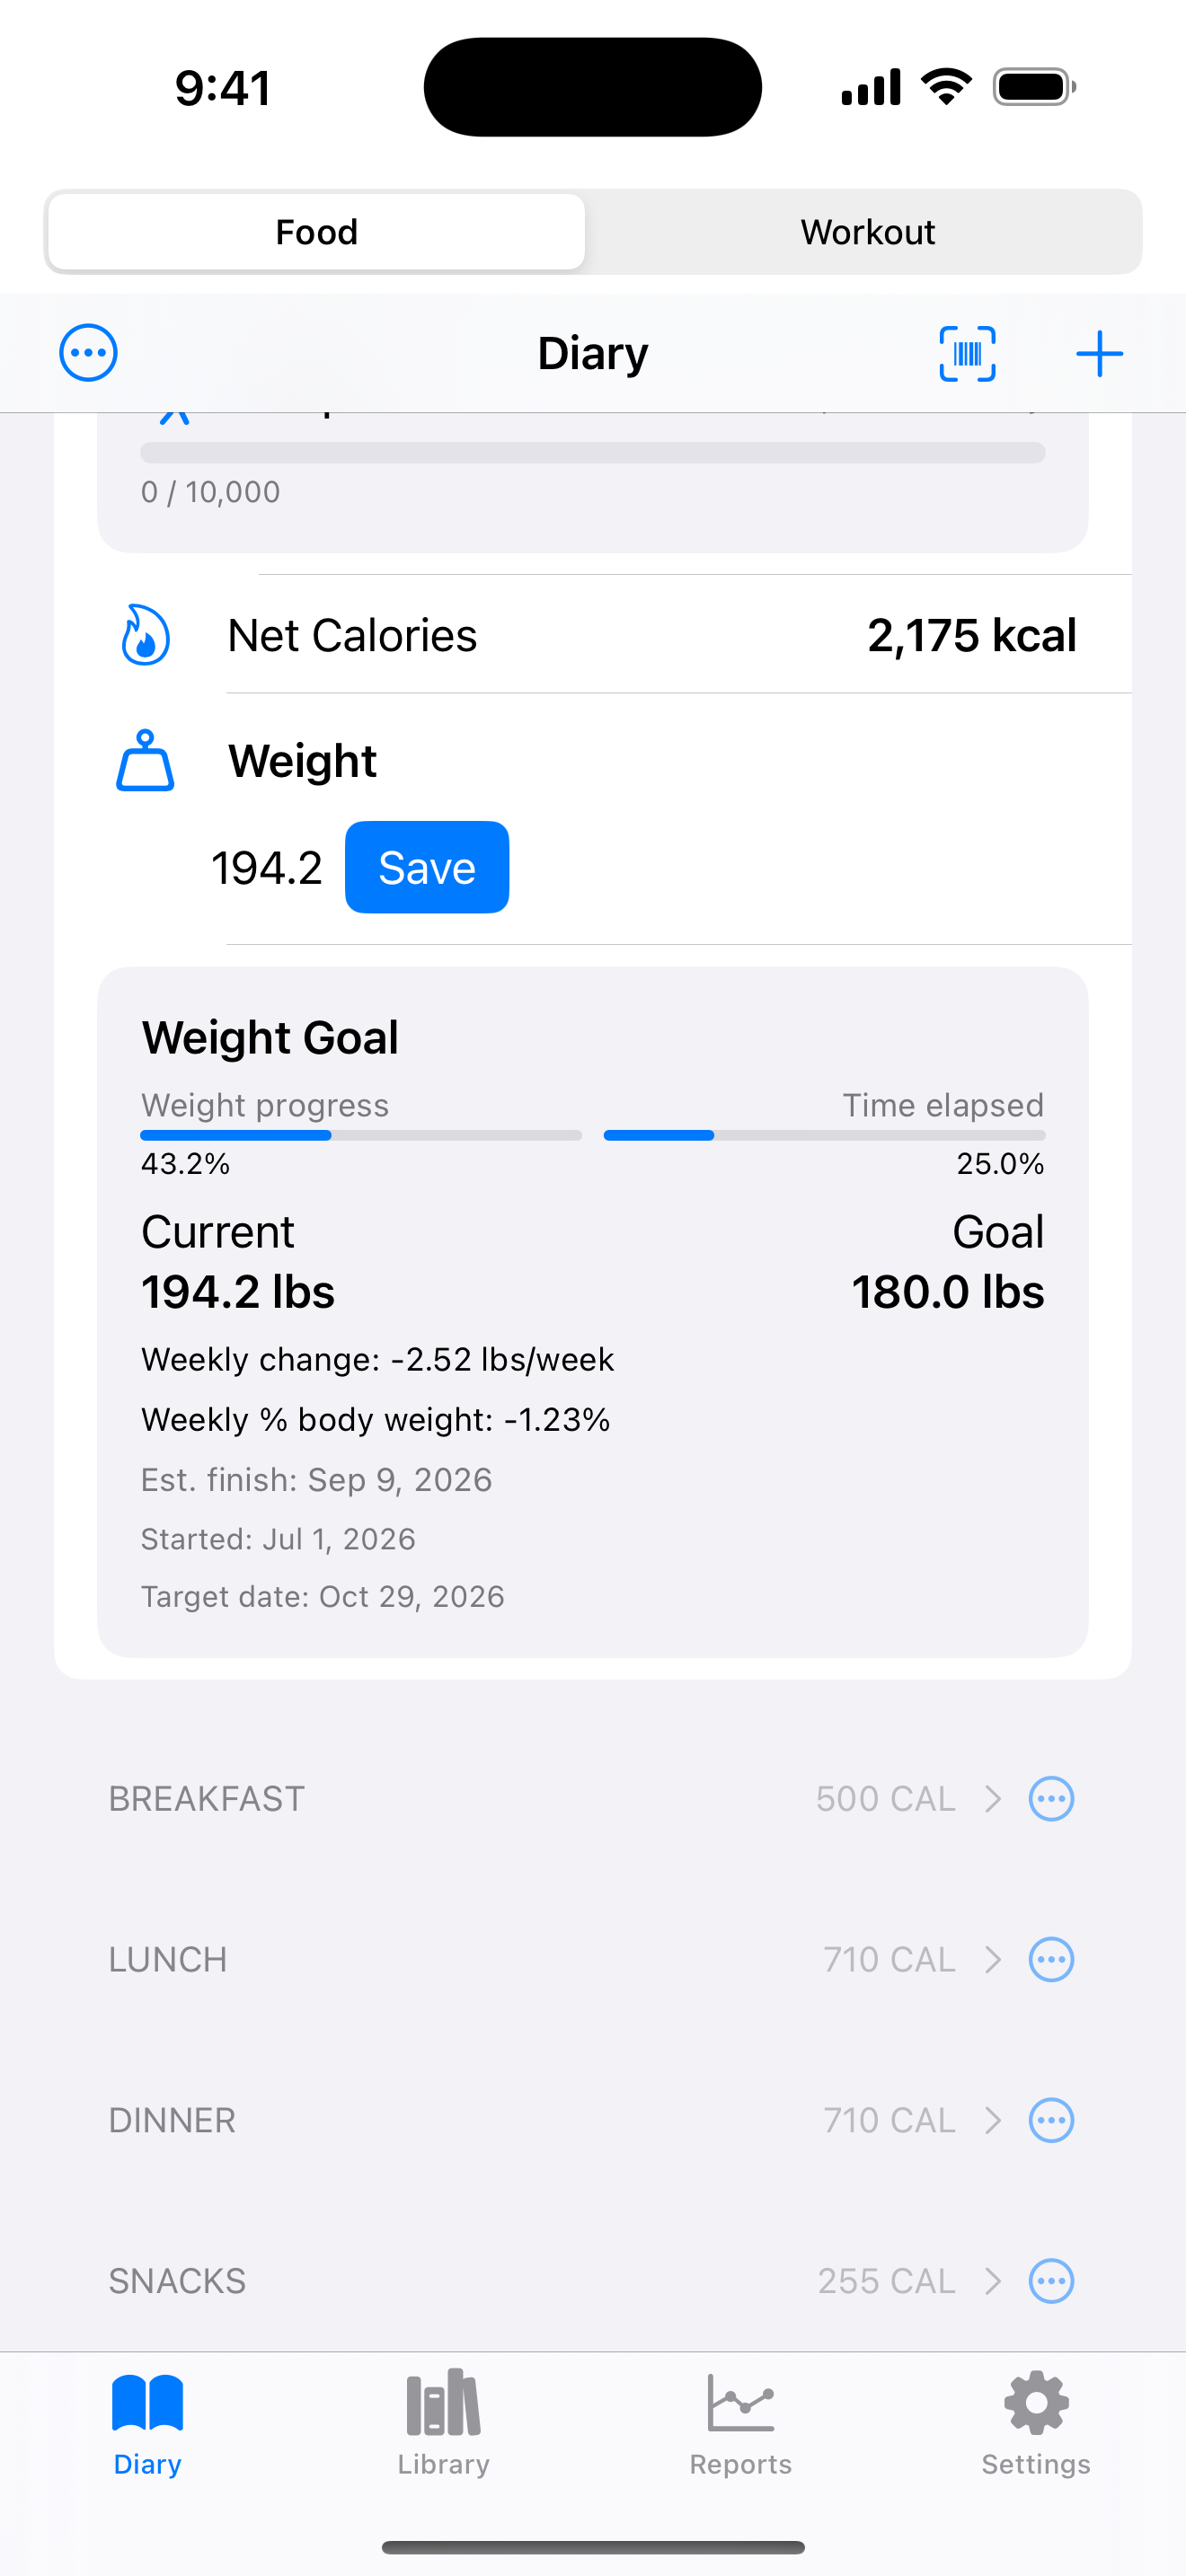 9:41
Food
Workout
Diary
0 / 10,000
Net Calories
2,175 kcal
Weight
194.2
Save
Weight Goal
Weight progress
Time elapsed
43.2%
25.0%
Current
Goal
194.2 lbs
180.0 lbs
Weekly change: -2.52 lbs/week
Weekly % body weight: -1.23%
Est. finish: Sep 9, 2026
Started: Jul 1, 2026
Target date: Oct 29, 2026
BREAKFAST
500 CAL
LUNCH
710 CAL
DINNER
710 CAL
SNACKS
255 CAL
Diary
Library
Reports
Settings